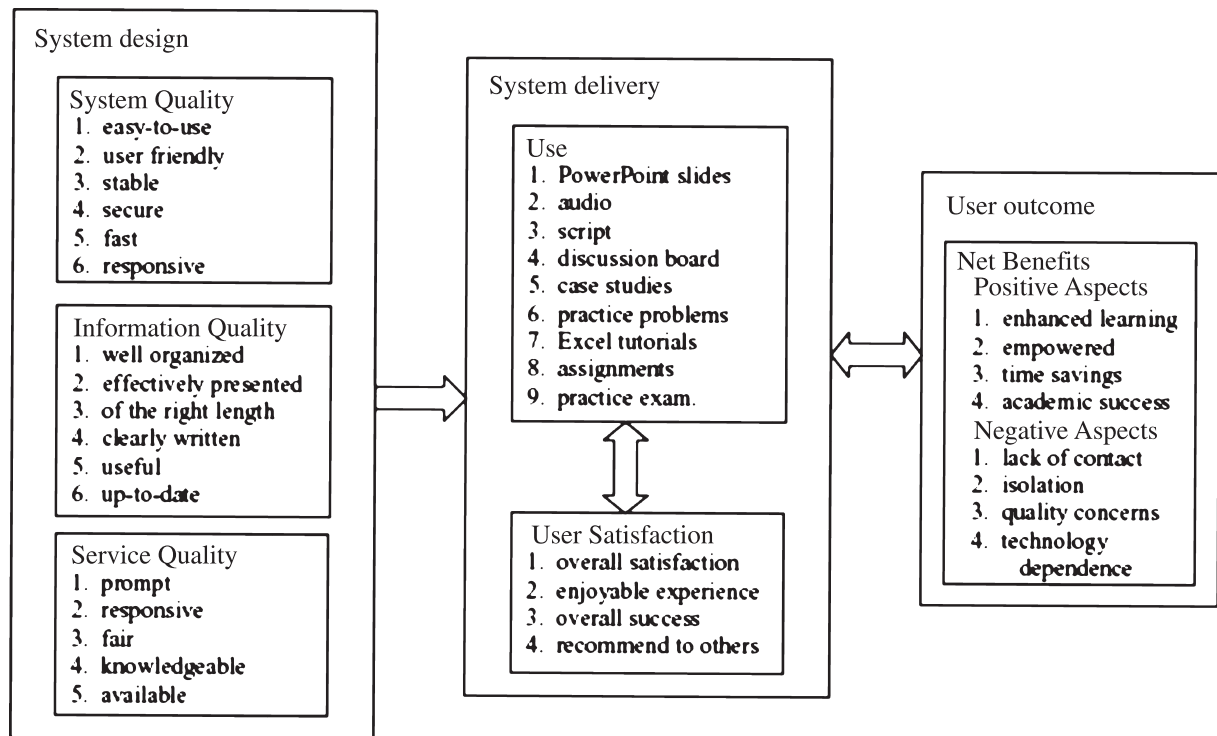 System design
System Quality
1. easy-to-use
2. user friendly
3. stable
4. secure
5. fast
6. responsive
Information Quality
1. well organized
2. effectively presented
3. of the right length
4. clearly written
5. useful
6. up-to-date
Service Quality
1. prompt
2. responsive
3. fair
4. knowledgeable
5. available
System delivery
Use
1. PowerPoint slides
2. audio
3. script
4. discussion board
5. case studies
6. practice problems
7. Excel tutorials
8. assignments
9. practice exam.
User Satisfaction
1. overall satisfaction
2. enjoyable experience
3. overall success
4. recommend to others
User outcome
Net Benefits
Positive Aspects
1. enhanced learning
2. empowered
3. time savings
4. academic success
Negative Aspects
1. lack of contact
2. isolation
3. quality concerns
4. technology
dependence